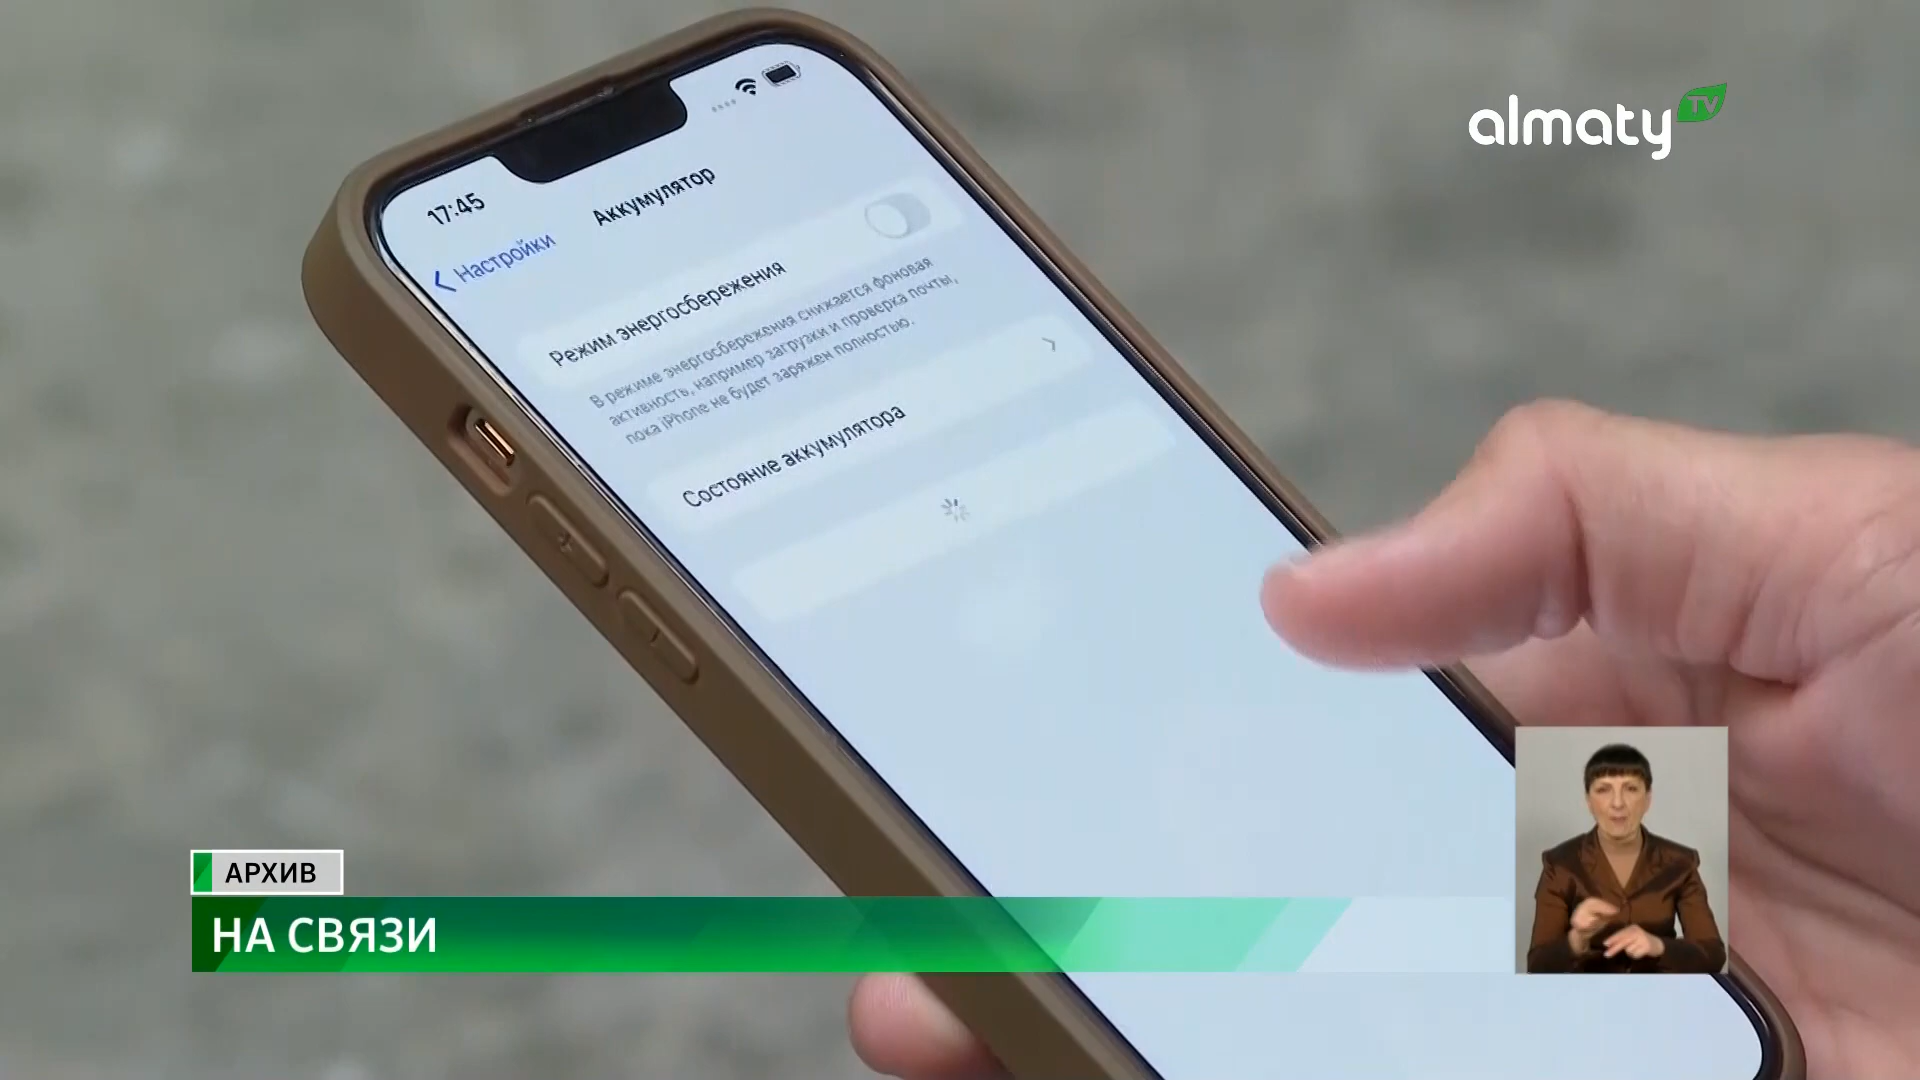 almaty TV
17:45
Настройки
Аккумулятор
Режим энергосбережения
В режиме энергосбережения снижается фоновая
активность, например загрузки и проверка почты,
пока iPhone не будет заряжен полностью.
Состояние аккумулятора
АРХИВ
НА СВЯЗИ